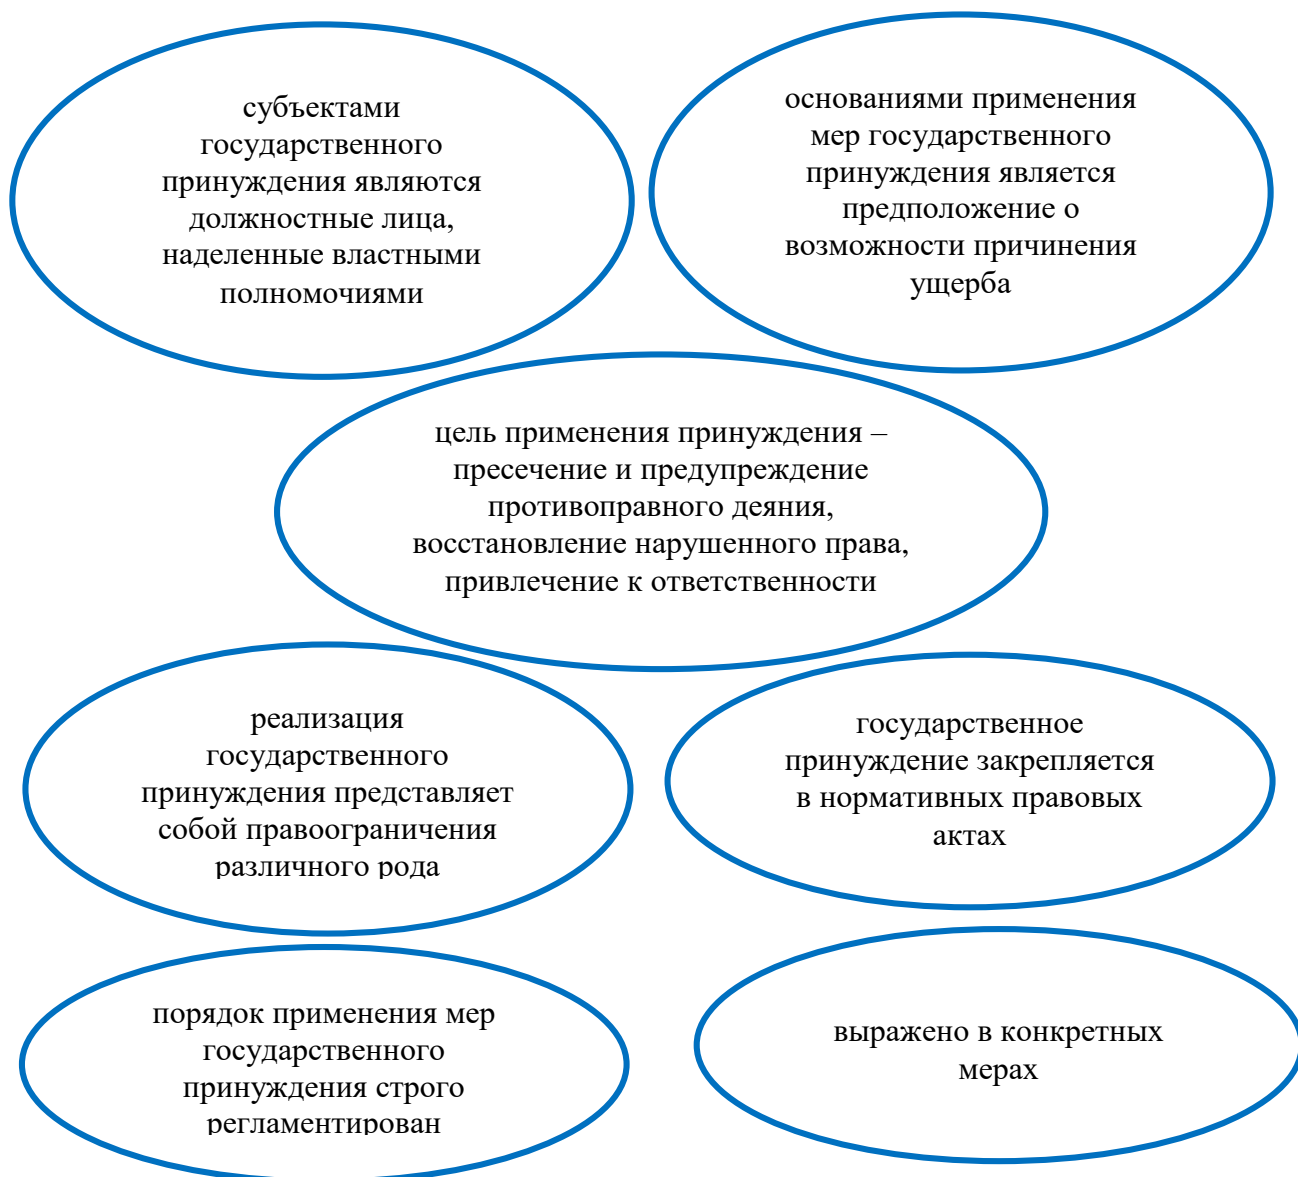 субъектами
государственного
принуждения являются
должностные лица,
наделенные властными
полномочиями
основаниями применения
мер государственного
принуждения является
предположение о
возможности причинения
ущерба
цель применения принуждения –
пресечение и предупреждение
противоправного деяния,
восстановление нарушенного права,
привлечение к ответственности
реализация
государственного
принуждения представляет
собой правоограничения
различного рода
государственное
принуждение закрепляется
в нормативных правовых
актах
порядок применения мер
государственного
принуждения строго
регламентирован
выражено в конкретных
мерах